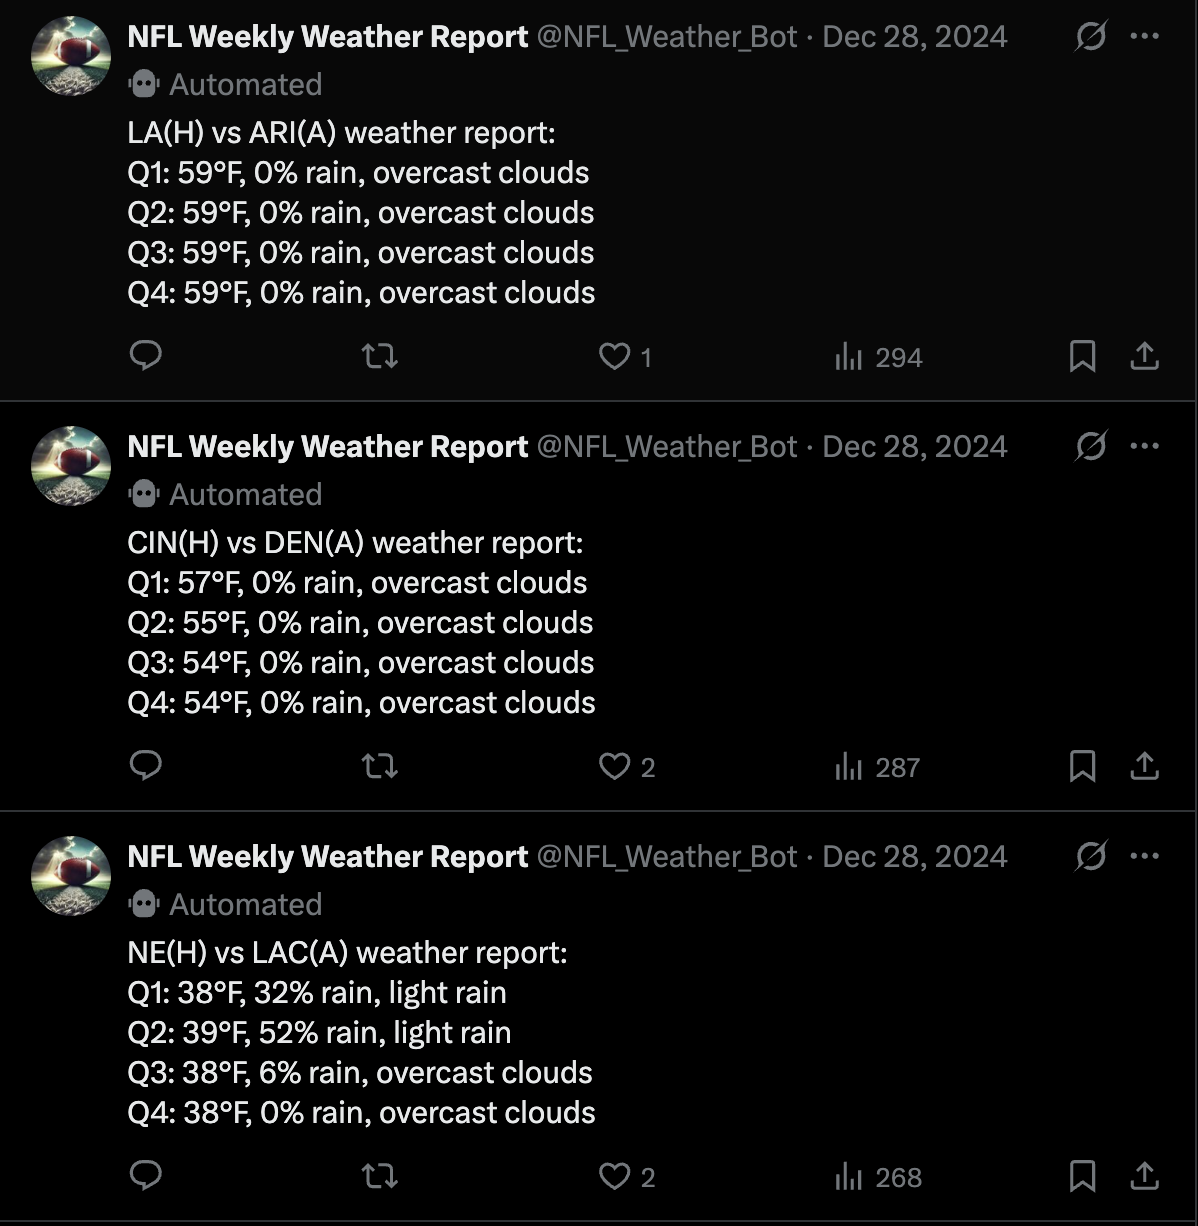 NFL Weekly Weather Report @NFL_Weather_Bot · Dec 28, 2024
Automated
LA(H) vs ARI(A) weather report:
Q1: 59°F, 0% rain, overcast clouds
Q2: 59°F, 0% rain, overcast clouds
Q3: 59°F, 0% rain, overcast clouds
Q4: 59°F, 0% rain, overcast clouds
1 294
NFL Weekly Weather Report @NFL_Weather_Bot · Dec 28, 2024
Automated
CIN(H) vs DEN(A) weather report:
Q1: 57°F, 0% rain, overcast clouds
Q2: 55°F, 0% rain, overcast clouds
Q3: 54°F, 0% rain, overcast clouds
Q4: 54°F, 0% rain, overcast clouds
2 287
NFL Weekly Weather Report @NFL_Weather_Bot · Dec 28, 2024
Automated
NE(H) vs LAC(A) weather report:
Q1: 38°F, 32% rain, light rain
Q2: 39°F, 52% rain, light rain
Q3: 38°F, 6% rain, overcast clouds
Q4: 38°F, 0% rain, overcast clouds
2 268